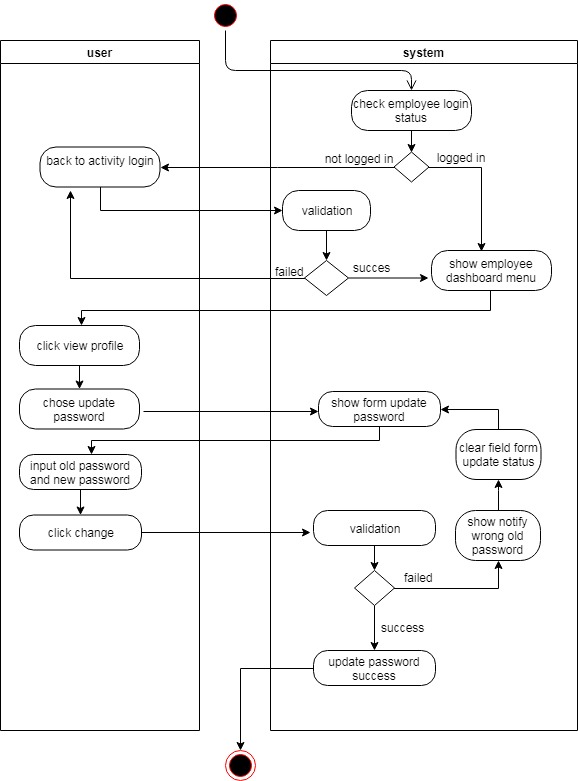 user
system
check employee login
status
not logged in
logged in
back to activity login
validation
failed
succes
show employee
dashboard menu
click view profile
chose update
password
show form update
password
clear field form
update status
input old password
and new password
click change
validation
show notify
wrong old
password
failed
success
update password
success